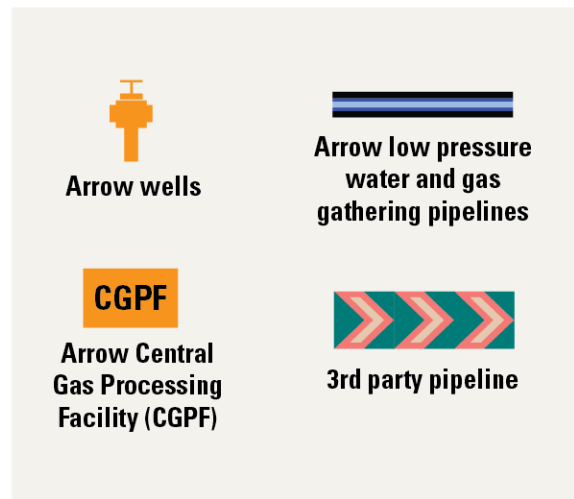 Arrow wells
Arrow low pressure
water and gas
gathering pipelines
CGPF
Arrow Central
Gas Processing
Facility (CGPF)
3rd party pipeline